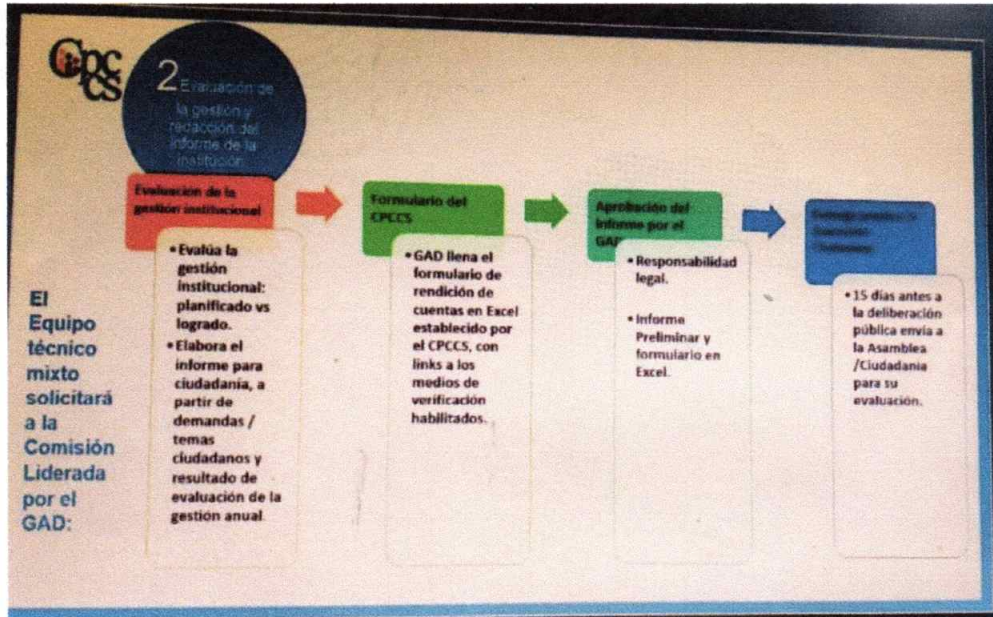 Cpccs
2 Evaluación de
la gestión y
redacción del
informe de la
institución
Evaluación de la
gestión institucional
Formulario del
CPCCS
Aprobación del
informe por el
GAD
El
Equipo
técnico
mixto
solicitará
a la
Comisión
Liderada
por el
GAD:
• Evalúa la
gestión
institucional:
planificado vs
logrado.
• Elabora el
informe para
ciudadanía, a
partir de
demandas /
temas
ciudadanos y
resultado de
evaluación de la
gestión anual
• GAD llena el
formulario de
rendición de
cuentas en Excel
establecido por
el CPCCS, con
links a los
medios de
verificación
habilitados.
• Responsabilidad
legal.
• Informe
Preliminar y
formulario en
Excel.
• 15 días antes a
la deliberación
pública envía a
la Asamblea
/Ciudadanía
para su
evaluación.